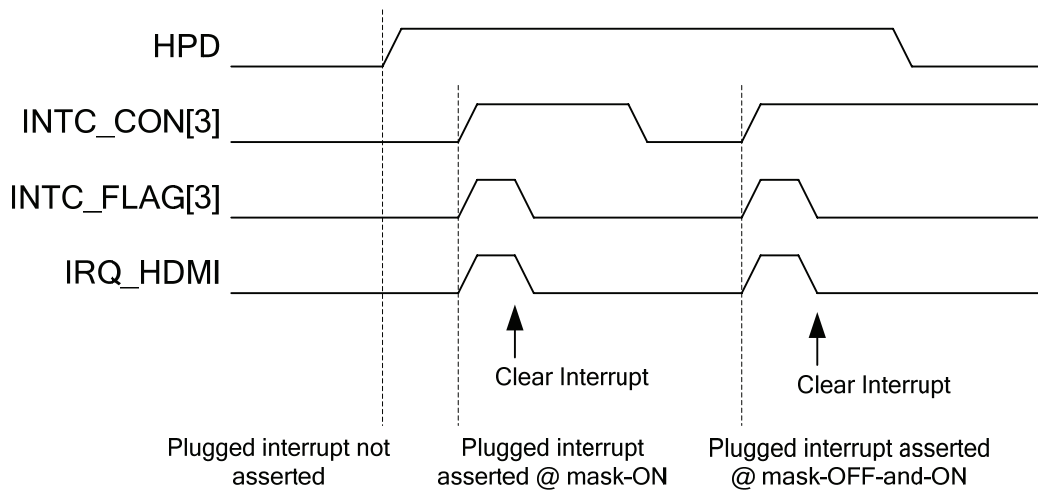 HPD
INTC_CON[3]
INTC_FLAG[3]
IRQ_HDMI
Clear Interrupt
Clear Interrupt
Plugged interrupt not
asserted
Plugged interrupt
asserted @ mask-ON
Plugged interrupt asserted
@ mask-OFF-and-ON